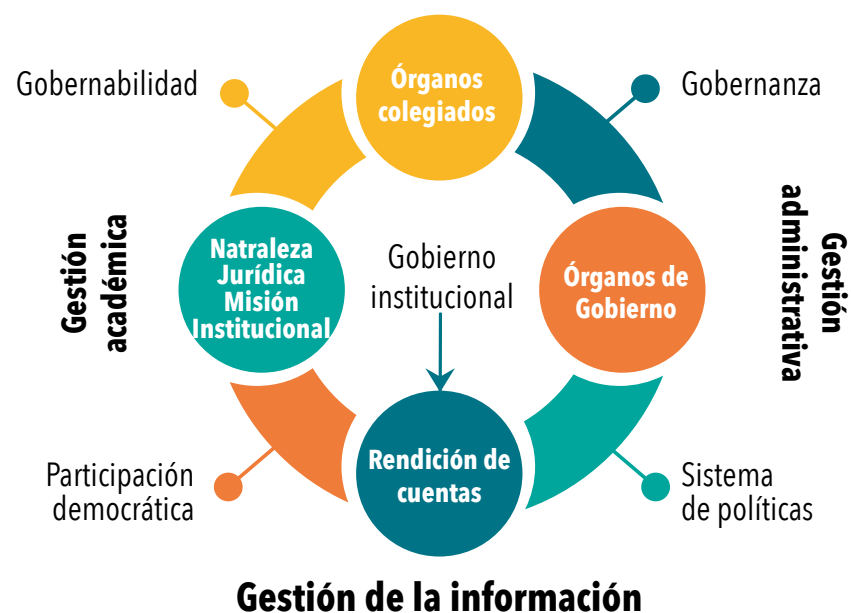 Órganos
colegiados
Gobernabilidad
Gobernanza
Gestión
académica
Natraleza
Jurídica
Misión
Institucional
Gobierno
institucional
Órganos de
Gobierno
Gestión
administrativa
Rendición de
cuentas
Participación
democrática
Sistema
de políticas
Gestión de la información